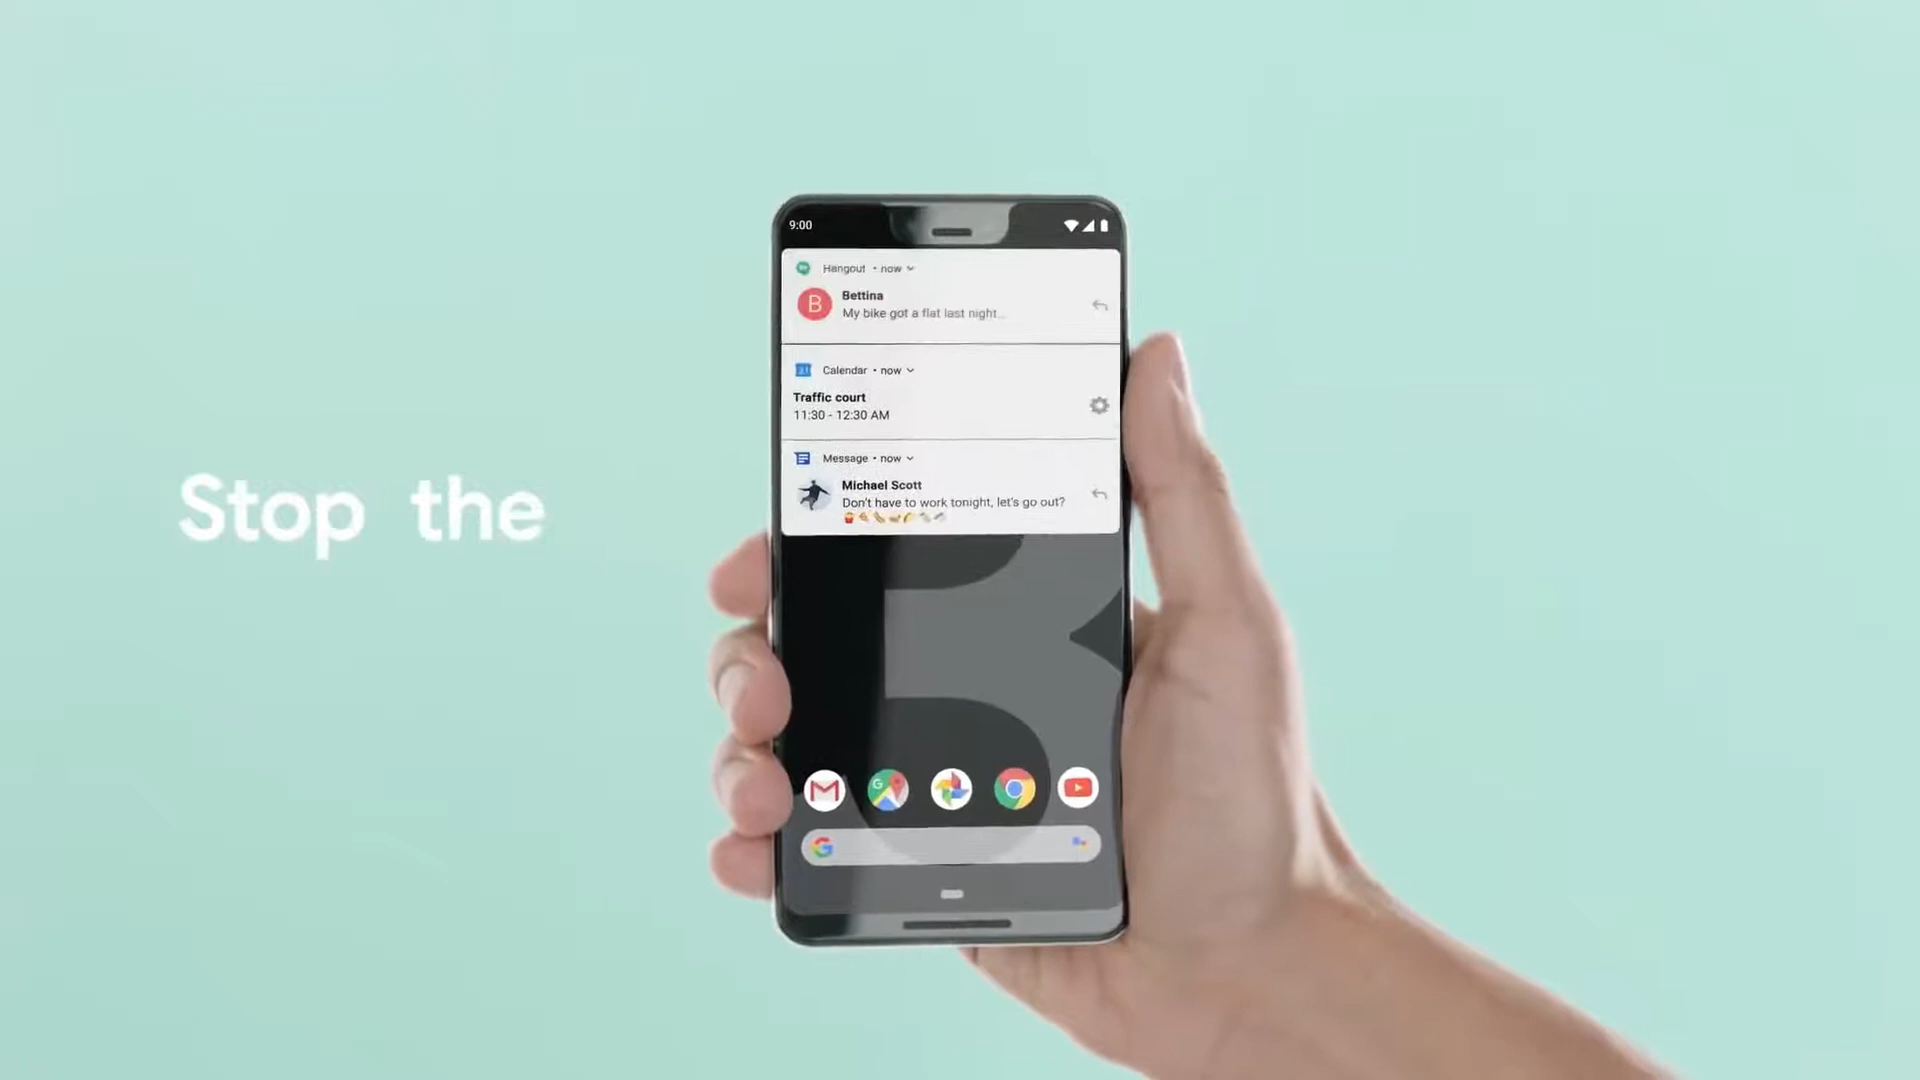 Stop the
9:00
Hangout • now
B
Bettina
My bike got a flat last night...
31
Calendar • now
Traffic court
11:30 - 12:30 AM
Message • now
Michael Scott
Don't have to work tonight, let's go out?
🍟🍕🌭🥪🌮🌯🥙
G
G